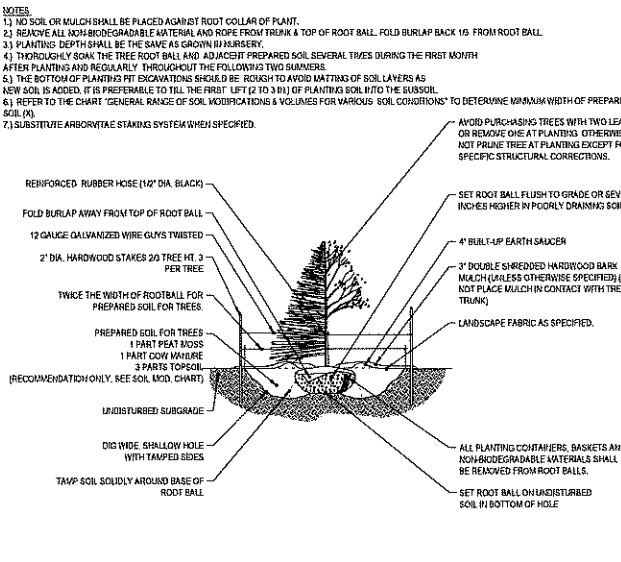 NOTES
1.) NO SOIL OR MULCH SHALL BE PLACED AGAINST ROOT COLLAR OF PLANT.
2.) REMOVE ALL NON-BIODEGRADABLE MATERIAL AND ROPE FROM TRUNK & TOP OF ROOT BALL. FOLD BURLAP BACK 1/3 FROM ROOT BALL.
3.) PLANTING DEPTH SHALL BE THE SAME AS GROWN IN NURSERY.
4.) THOROUGHLY SOAK THE TREE ROOT BALL AND ADJACENT PREPARED SOIL SEVERAL TIMES DURING THE FIRST MONTH
AFTER PLANTING AND REGULARLY THROUGHOUT THE FOLLOWING TWO SUMMERS.
5.) THE BOTTOM OF PLANTING PIT EXCAVATIONS SHOULD BE ROUGH TO AVOID MATTING OF SOIL LAYERS AS
NEW SOIL IS ADDED. IT IS PREFERABLE TO TILL THE FIRST LIFT (2 TO 3 IN.) OF PLANTING SOIL INTO THE SUBSOIL.
6.) REFER TO THE CHART "GENERAL RANGE OF SOIL MODIFICATIONS & VOLUMES FOR VARIOUS SOIL CONDITIONS" TO DETERMINE MINIMUM WIDTH OF PREPAR
SOIL (X).
7.) SUBSTITUTE ARBORVITAE STAKING SYSTEM WHEN SPECIFIED.
AVOID PURCHASING TREES WITH TWO LEA
OR REMOVE ONE AT PLANTING. OTHERWIS
NOT PRUNE TREE AT PLANTING EXCEPT F
SPECIFIC STRUCTURAL CORRECTIONS.
REINFORCED RUBBER HOSE (1/2" DIA. BLACK)
SET ROOT BALL FLUSH TO GRADE OR SEV
INCHES HIGHER IN POORLY DRAINING SOI
FOLD BURLAP AWAY FROM TOP OF ROOT BALL
12 GAUGE GALVANIZED WIRE GUYS TWISTED
4" BUILT-UP EARTH SAUCER
2" DIA. HARDWOOD STAKES 2/3 TREE HT. 3
PER TREE
3" DOUBLE SHREDDED HARDWOOD BARK
MULCH (UNLESS OTHERWISE SPECIFIED) (
NOT PLACE MULCH IN CONTACT WITH TRE
TRUNK)
TWICE THE WIDTH OF ROOTBALL FOR
PREPARED SOIL FOR TREES.
LANDSCAPE FABRIC AS SPECIFIED.
PREPARED SOIL FOR TREES
1 PART PEAT MOSS
1 PART COW MANURE
3 PARTS TOPSOIL
(RECOMMENDATION ONLY, SEE SOIL MOD. CHART)
UNDISTURBED SUBGRADE
DIG WIDE, SHALLOW HOLE
WITH TAMPED SIDES
ALL PLANTING CONTAINERS, BASKETS AN
NON-BIODEGRADABLE MATERIALS SHALL
BE REMOVED FROM ROOT BALLS.
TAMP SOIL SOLIDLY AROUND BASE OF
ROOT BALL
SET ROOT BALL ON UNDISTURBED
SOIL IN BOTTOM OF HOLE